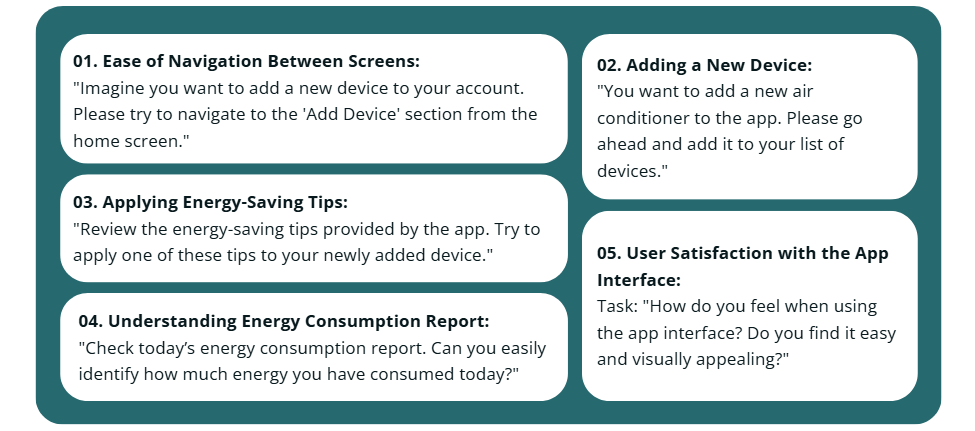 01. Ease of Navigation Between Screens:
"Imagine you want to add a new device to your account.
Please try to navigate to the 'Add Device' section from the
home screen."
02. Adding a New Device:
"You want to add a new air
conditioner to the app. Please go
ahead and add it to your list of
devices."
03. Applying Energy-Saving Tips:
"Review the energy-saving tips provided by the app. Try to
apply one of these tips to your newly added device."
04. Understanding Energy Consumption Report:
"Check today’s energy consumption report. Can you easily
identify how much energy you have consumed today?"
05. User Satisfaction with the App
Interface:
Task: "How do you feel when using
the app interface? Do you find it easy
and visually appealing?"